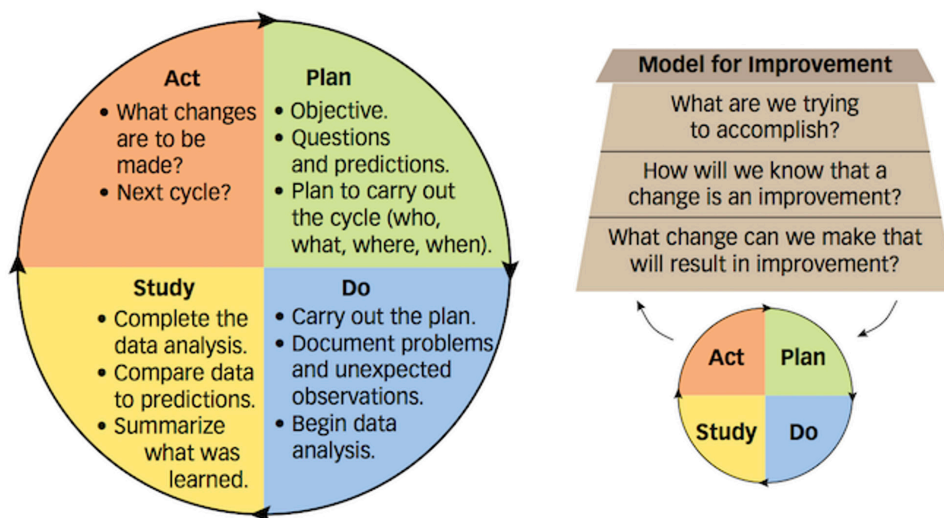 Act
• What changes
are to be
made?
• Next cycle?
Plan
• Objective.
• Questions
and predictions.
• Plan to carry out
the cycle (who,
what, where, when).
Study
• Complete the
data analysis.
• Compare data
to predictions.
• Summarize
what was
learned.
Do
• Carry out the plan.
• Document problems
and unexpected
observations.
• Begin data
analysis.
Model for Improvement
What are we trying
to accomplish?
How will we know that a
change is an improvement?
What change can we make that
will result in improvement?
Act
Plan
Study
Do